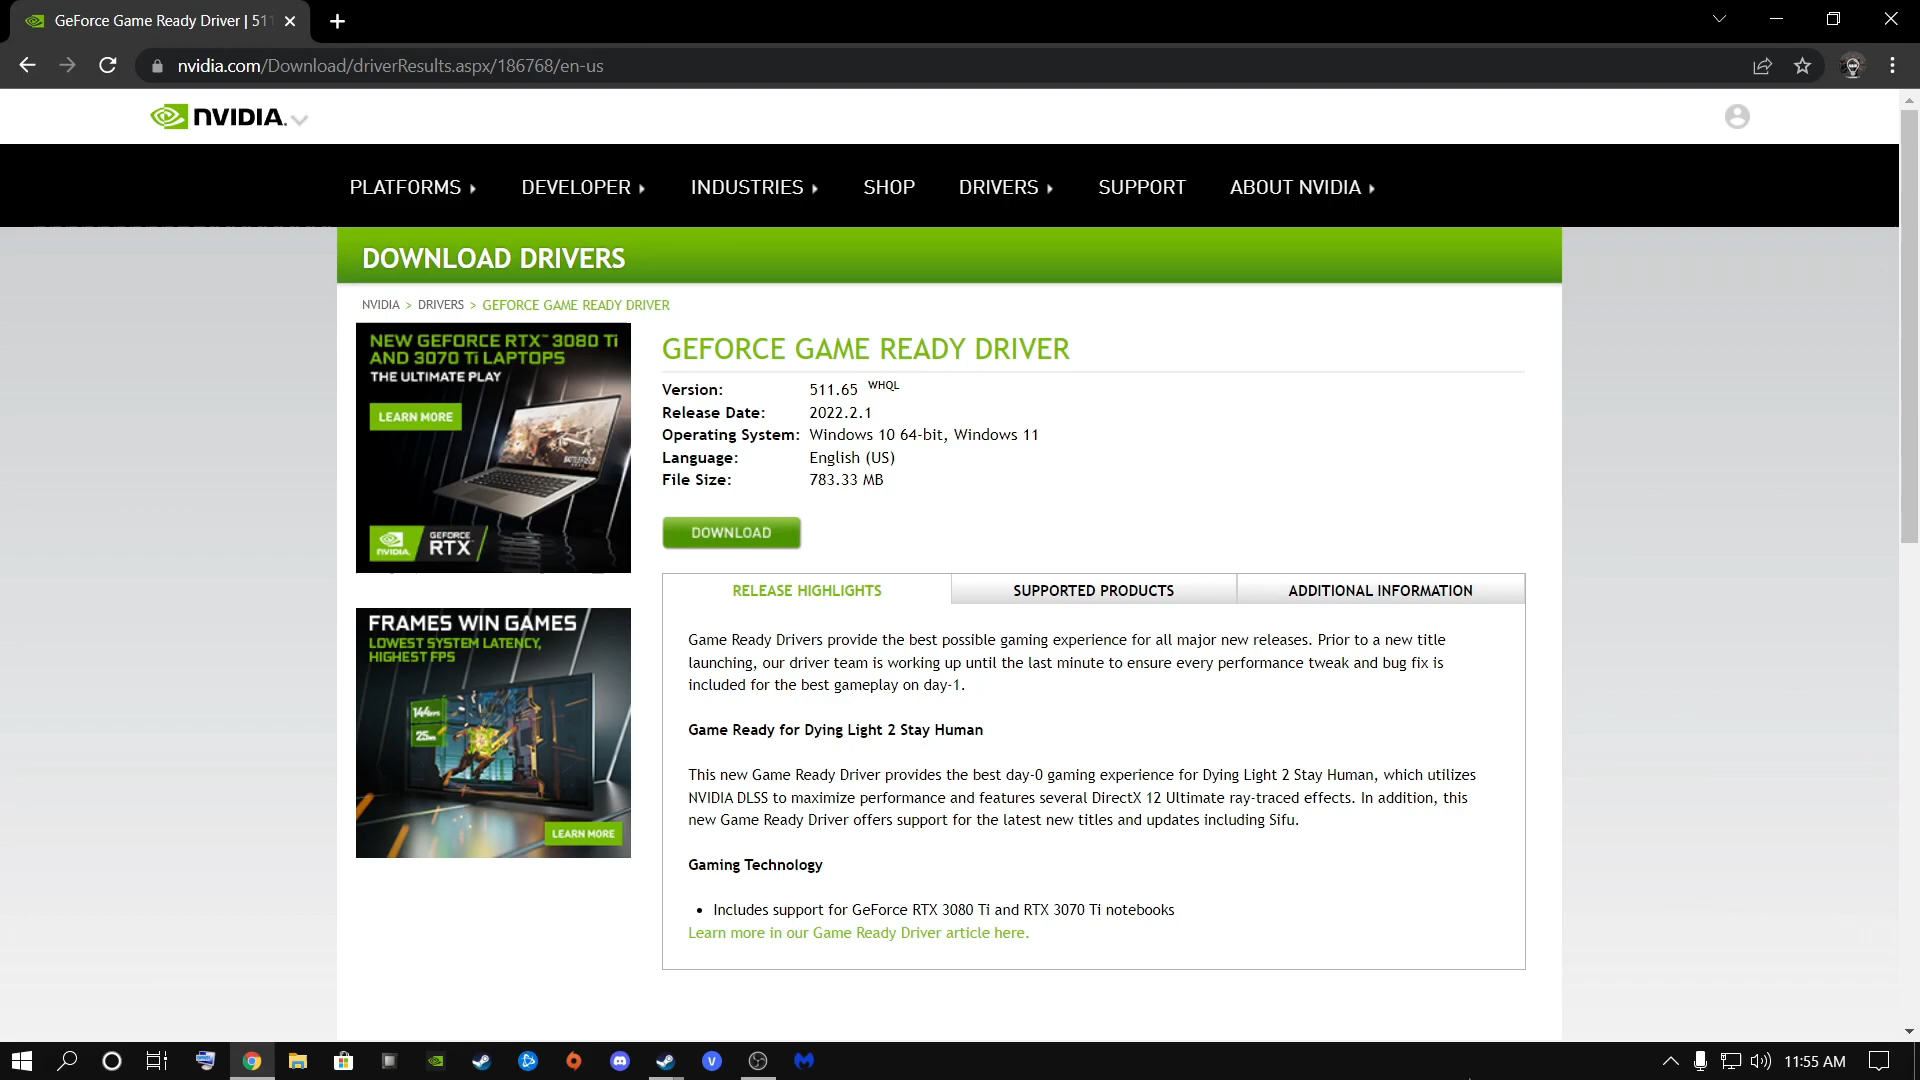 GeForce Game Ready Driver | 511
nvidia.com/Download/driverResults.aspx/186768/en-us
NVIDIA.
PLATFORMS DEVELOPER INDUSTRIES SHOP DRIVERS SUPPORT ABOUT NVIDIA
DOWNLOAD DRIVERS
NVIDIA > DRIVERS > GEFORCE GAME READY DRIVER
NEW GEFORCE RTX™ 3080 Ti
AND 3070 Ti LAPTOPS
THE ULTIMATE PLAY
LEARN MORE
BATTLEFIELD
NVIDIA.
GEFORCE
RTX
FRAMES WIN GAMES
LOWEST SYSTEM LATENCY,
HIGHEST FPS
144FPS
LEARN MORE
GEFORCE GAME READY DRIVER
Version: 511.65 WHQL
Release Date: 2022.2.1
Operating System: Windows 10 64-bit, Windows 11
Language: English (US)
File Size: 783.33 MB
DOWNLOAD
RELEASE HIGHLIGHTS SUPPORTED PRODUCTS ADDITIONAL INFORMATION
Game Ready Drivers provide the best possible gaming experience for all major new releases. Prior to a new title
launching, our driver team is working up until the last minute to ensure every performance tweak and bug fix is
included for the best gameplay on day-1.
Game Ready for Dying Light 2 Stay Human
This new Game Ready Driver provides the best day-0 gaming experience for Dying Light 2 Stay Human, which utilizes
NVIDIA DLSS to maximize performance and features several DirectX 12 Ultimate ray-traced effects. In addition, this
new Game Ready Driver offers support for the latest new titles and updates including Sifu.
Gaming Technology
• Includes support for GeForce RTX 3080 Ti and RTX 3070 Ti notebooks
Learn more in our Game Ready Driver article here.
11:55 AM